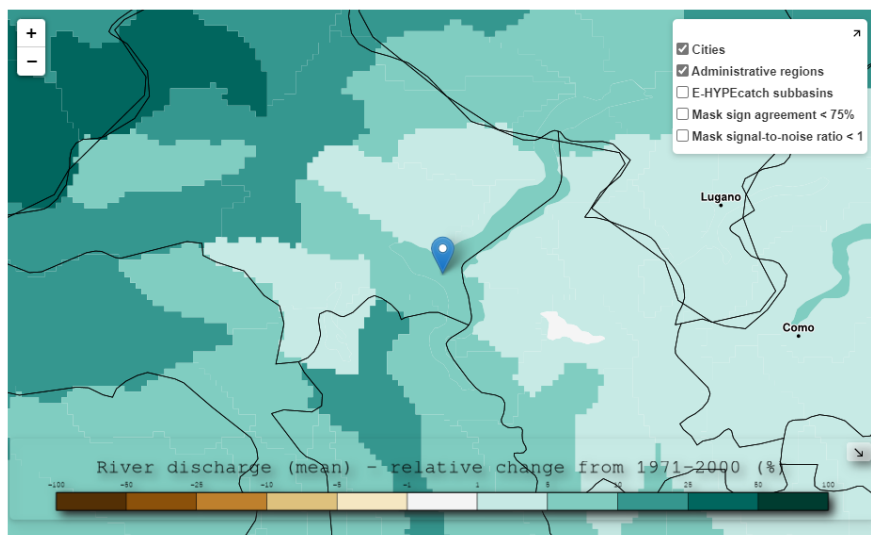 +
−
Cities
Administrative regions
E-HYPEcatch subbasins
Mask sign agreement < 75%
Mask signal-to-noise ratio < 1
Lugano
Como
River discharge (mean) - relative change from 1971-2000 (%)
-100 -50 -25 -10 -5 -1 1 5 10 25 50 100